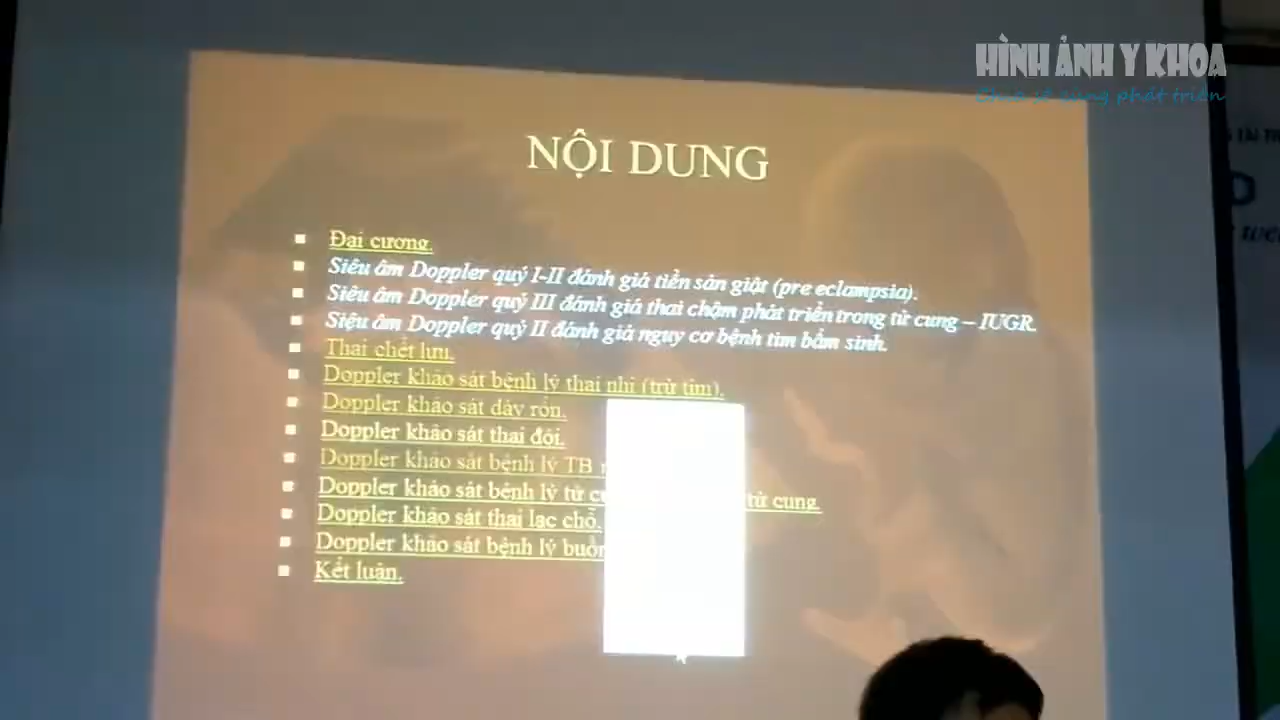 HÌNH ẢNH Y KHOA
Chia sẻ cùng phát triển
NỘI DUNG
Đại cương.
Siêu âm Doppler quý I-II đánh giá tiền sản giật (pre eclampsia).
Siêu âm Doppler quý III đánh giá thai chậm phát triển trong tử cung – IUGR.
Siêu âm Doppler quý II đánh giá nguy cơ bệnh tim bẩm sinh.
Thai chết lưu.
Doppler khảo sát bệnh lý thai nhi (trừ tim).
Doppler khảo sát dây rốn.
Doppler khảo sát thai đôi.
Doppler khảo sát bệnh lý TB
Doppler khảo sát bệnh lý tử tử cung.
Doppler khảo sát thai lạc chỗ.
Doppler khảo sát bệnh lý
Kết luận.